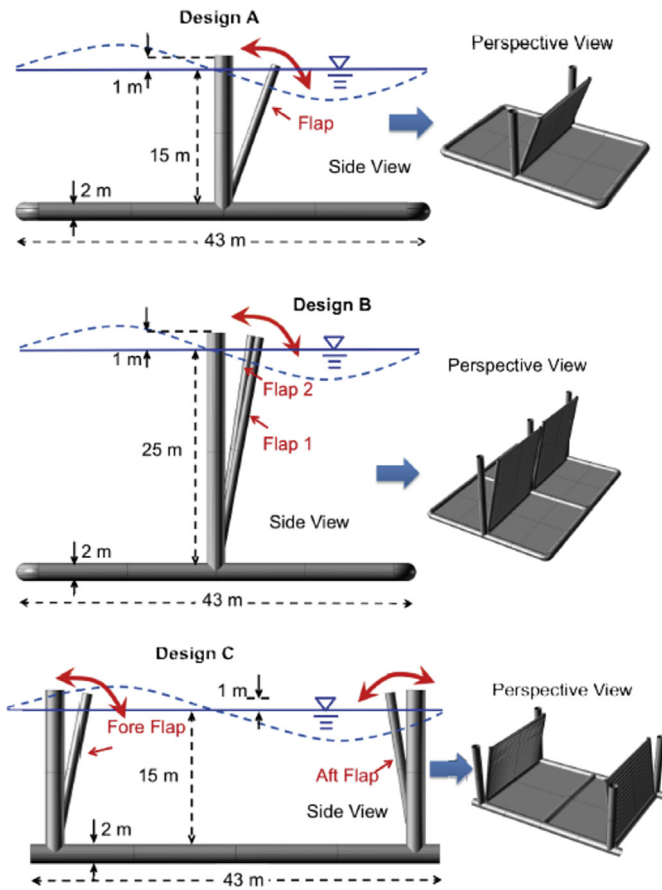 Design A
Perspective View
1 m
Flap
15 m
Side View
2 m
43 m
Design B
Perspective View
1 m
Flap 2
Flap 1
25 m
Side View
2 m
43 m
Design C
1 m
Perspective View
Fore Flap
15 m
Aft Flap
Side View
2 m
43 m